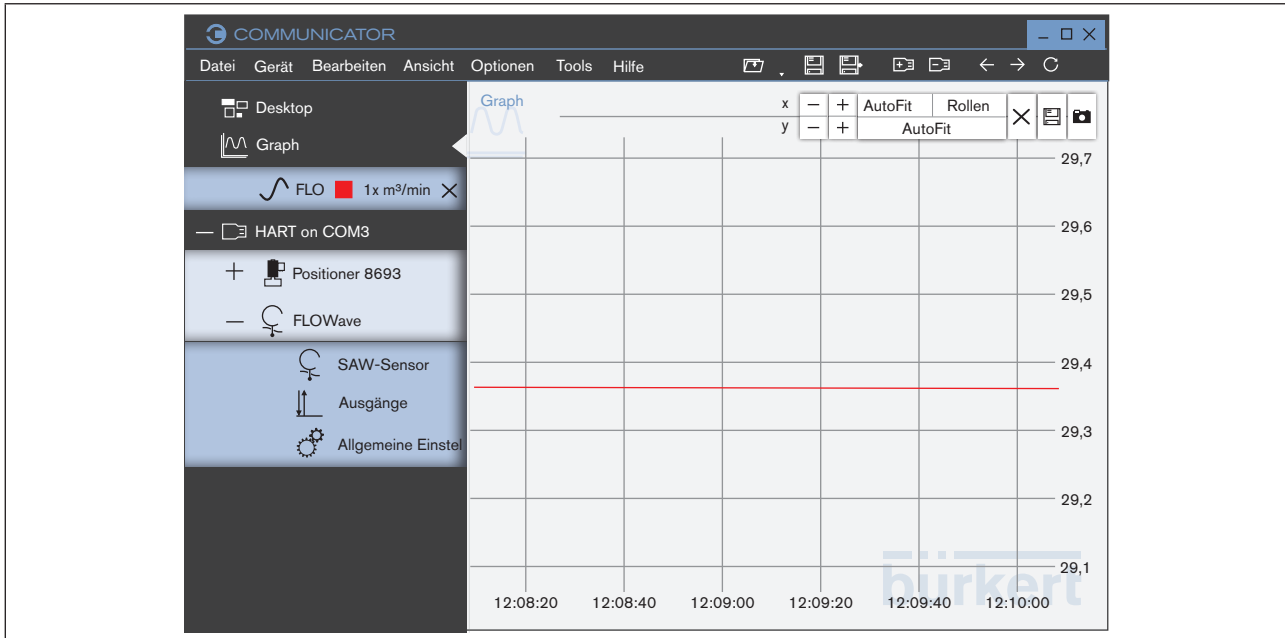 COMMUNICATOR
Datei Gerät Bearbeiten Ansicht Optionen Tools Hilfe
Desktop
Graph
FLO 1x m³/min
HART on COM3
Positioner 8693
FLOWave
SAW-Sensor
Ausgänge
Allgemeine Einstel
Graph
x − + AutoFit Rollen
y − + AutoFit
29,7
29,6
29,5
29,4
29,3
29,2
29,1
bürkert
12:08:20 12:08:40 12:09:00 12:09:20 12:09:40 12:10:00